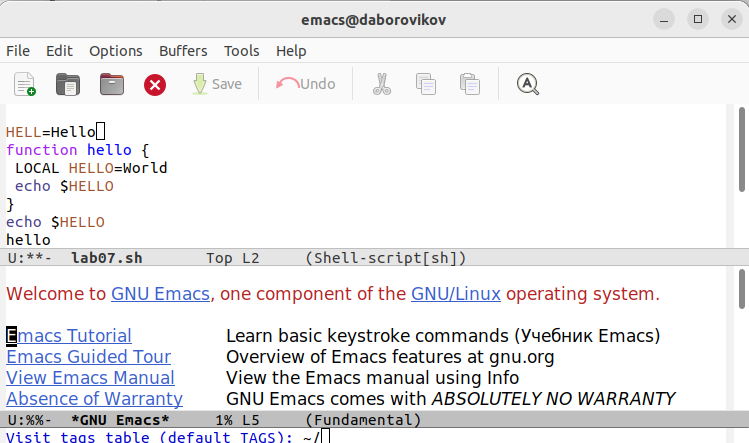 emacs@daborovikov
File Edit Options Buffers Tools Help
Save Undo
HELL=Hello
function hello {
LOCAL HELLO=World
echo $HELLO
}
echo $HELLO
hello
U:**- lab07.sh Top L2 (Shell-script[sh])
Welcome to GNU Emacs, one component of the GNU/Linux operating system.
Emacs Tutorial Learn basic keystroke commands (Учебник Emacs)
Emacs Guided Tour Overview of Emacs features at gnu.org
View Emacs Manual View the Emacs manual using Info
Absence of Warranty GNU Emacs comes with ABSOLUTELY NO WARRANTY
U:%%- *GNU Emacs* 1% L5 (Fundamental)
Visit tags table (default TAGS): ~/